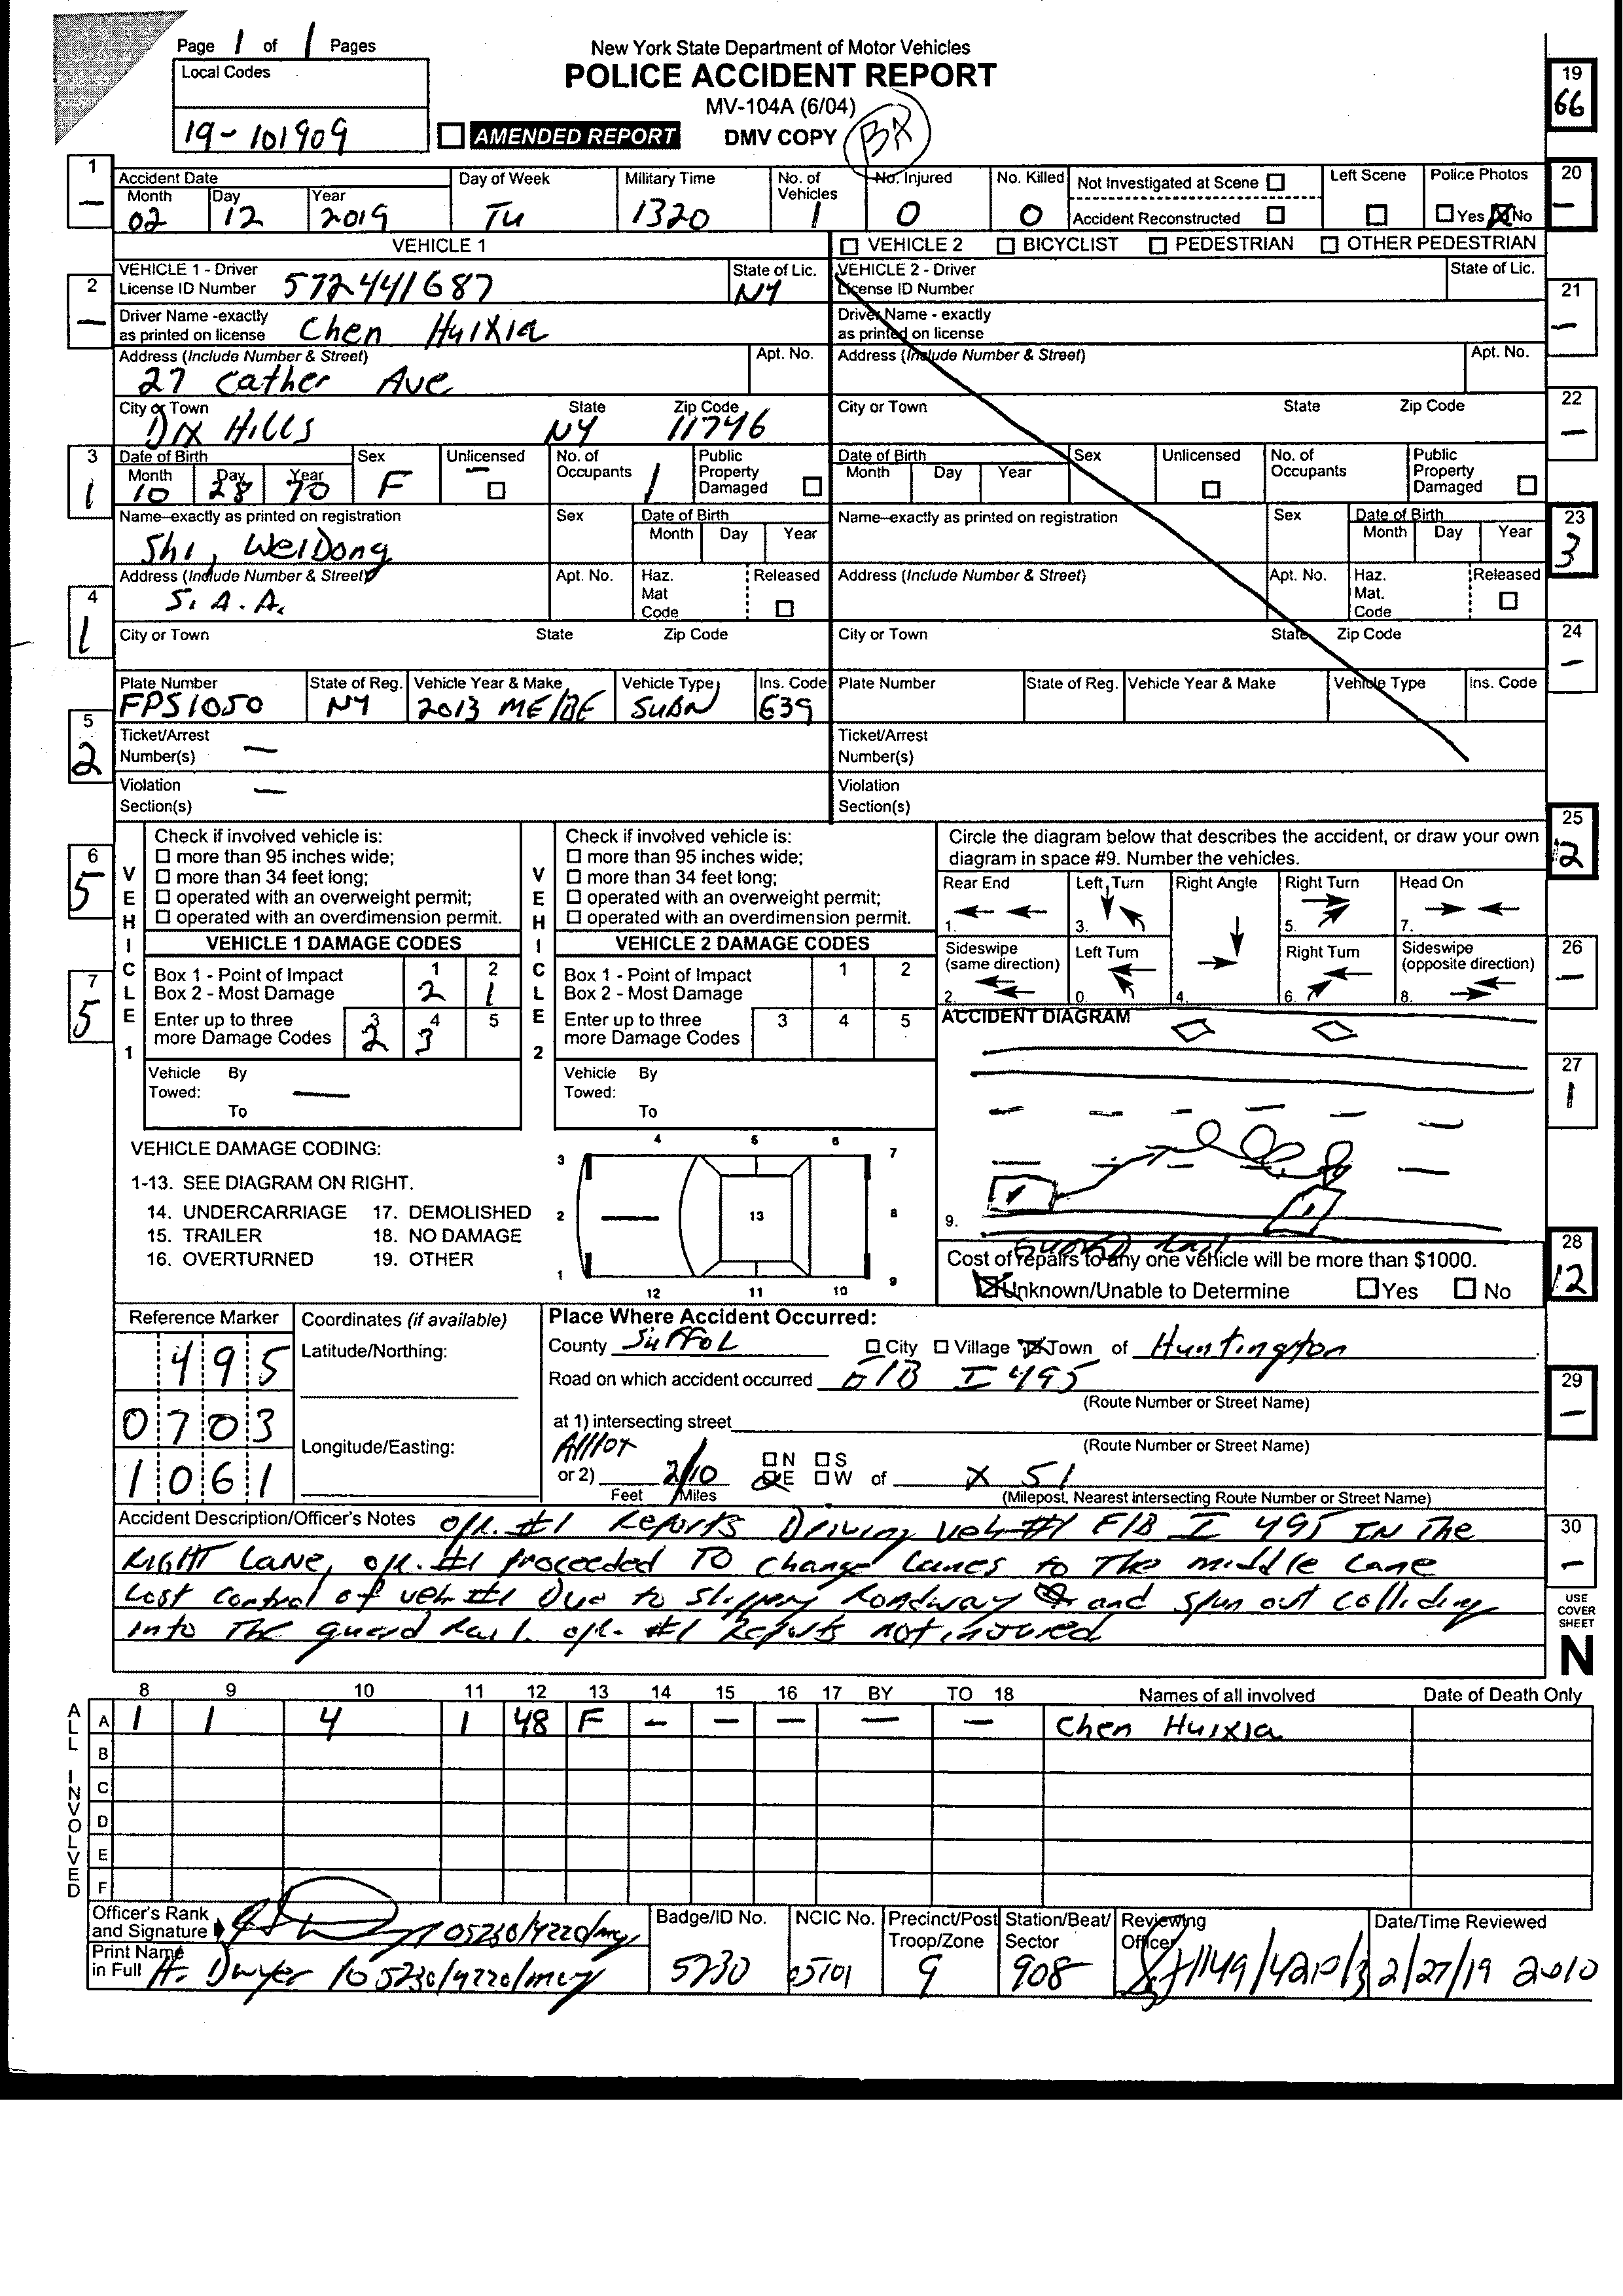 Page 1 of 1 Pages
New York State Department of Motor Vehicles
POLICE ACCIDENT REPORT
MV-104A (6/04)
Local Codes
19-101909
AMENDED REPORT
DMV COPY
19
66
1
—
Accident Date
Month Day Year
02 12 2019
Day of Week
Tu
Military Time
1320
No. of Vehicles
1
No. Injured
0
No. Killed
0
Not Investigated at Scene
Accident Reconstructed
Left Scene
Police Photos
Yes No
20
—
VEHICLE 1
VEHICLE 2 BICYCLIST PEDESTRIAN OTHER PEDESTRIAN
2
—
VEHICLE 1 - Driver
License ID Number 572441687
State of Lic.
NY
VEHICLE 2 - Driver
License ID Number
State of Lic.
21
—
Driver Name -exactly
as printed on license Chen Huixia
Driver Name - exactly
as printed on license
Address (Include Number & Street) Apt. No.
27 Cather Ave
Address (Include Number & Street) Apt. No.
City or Town State Zip Code
Dix Hills NY 11746
City or Town State Zip Code
22
—
3
1
Date of Birth
Month Day Year
10 28 70
Sex
F
Unlicensed
—
No. of Occupants
1
Public Property Damaged
Date of Birth
Month Day Year
Sex
Unlicensed
No. of Occupants
Public Property Damaged
Name–exactly as printed on registration
Shi, WeiDong
Sex
Date of Birth
Month Day Year
Name–exactly as printed on registration
Sex
Date of Birth
Month Day Year
23
3
4
1
Address (Include Number & Street)
S.A.A.
Apt. No.
Haz. Mat Code
Released
Address (Include Number & Street)
Apt. No.
Haz. Mat. Code
Released
City or Town State Zip Code
City or Town State Zip Code
24
—
Plate Number State of Reg. Vehicle Year & Make Vehicle Type Ins. Code
FPS1050 NY 2013 ME/BE SUBN 639
Plate Number State of Reg. Vehicle Year & Make Vehicle Type Ins. Code
5
2
Ticket/Arrest
Number(s) —
Ticket/Arrest
Number(s)
Violation
Section(s) —
Violation
Section(s)
25
2
6
5
VEHICLE 1
Check if involved vehicle is:
more than 95 inches wide;
more than 34 feet long;
operated with an overweight permit;
operated with an overdimension permit.
VEHICLE 1 DAMAGE CODES
Box 1 - Point of Impact
Box 2 - Most Damage
1 2
2 1
Enter up to three
more Damage Codes
3 4 5
2 3
Vehicle By
Towed: —
To
7
5
VEHICLE 2
Check if involved vehicle is:
more than 95 inches wide;
more than 34 feet long;
operated with an overweight permit;
operated with an overdimension permit.
VEHICLE 2 DAMAGE CODES
Box 1 - Point of Impact
Box 2 - Most Damage
1 2
Enter up to three
more Damage Codes
3 4 5
Vehicle By
Towed:
To
Circle the diagram below that describes the accident, or draw your own
diagram in space #9. Number the vehicles.
Rear End Left Turn Right Angle Right Turn Head On
1. 3. 5. 7.
Sideswipe (same direction) Left Turn Right Turn Sideswipe (opposite direction)
2. 0. 4. 6. 8.
ACCIDENT DIAGRAM
9.
guard rail
26
—
27
1
VEHICLE DAMAGE CODING:
1-13. SEE DIAGRAM ON RIGHT.
14. UNDERCARRIAGE 17. DEMOLISHED
15. TRAILER 18. NO DAMAGE
16. OVERTURNED 19. OTHER
4 5 6
3 7
2 13 8
1 9
12 11 10
Cost of repairs to any one vehicle will be more than $1000.
Unknown/Unable to Determine Yes No
28
12
Reference Marker
495
0703
1061
Coordinates (if available)
Latitude/Northing:
Longitude/Easting:
Place Where Accident Occurred:
County Suffol City Village Town of Huntington
Road on which accident occurred E/B I 495
(Route Number or Street Name)
at 1) intersecting street
(Route Number or Street Name)
or 2) 2/10 N S E W of X 51
Feet Miles
(Milepost, Nearest intersecting Route Number or Street Name)
29
—
Accident Description/Officer's Notes opr. #1 Reports Driving veh #1 E/B I 495 IN The
RIGHT Lane, opr. #1 proceeded TO change Lanes to The middle Lane
Lost control of veh #1 Due to slippery Roadway and spun out colliding
into The guard Rail. opr. #1 Reports not injured
30
—
USE COVER SHEET
N
ALL INVOLVED
8 9 10 11 12 13 14 15 16 17 BY TO 18 Names of all involved Date of Death Only
A 1 1 4 1 48 F — — — — — Chen Huixia
B
C
D
E
F
Officer's Rank
and Signature
Print Name
in Full Dwyer
Badge/ID No.
5230
NCIC No.
05101
Precinct/Post Troop/Zone
9
Station/Beat/ Sector
908
Reviewing Officer
Date/Time Reviewed
2/27/19 2010